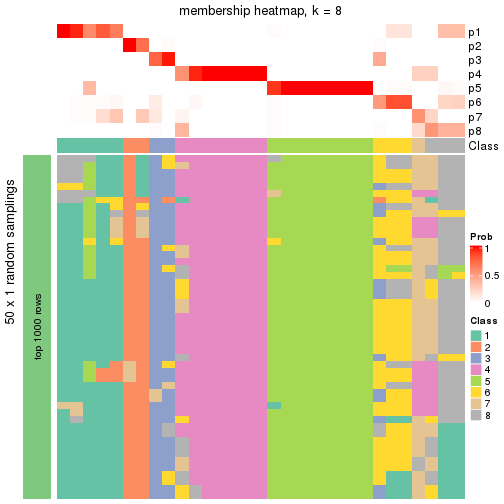 membership heatmap, k = 8
p1
p2
p3
p4
p5
p6
p7
p8
Class
50 x 1 random samplings
top 1000 rows
Prob
1
0.5
0
Class
1
2
3
4
5
6
7
8